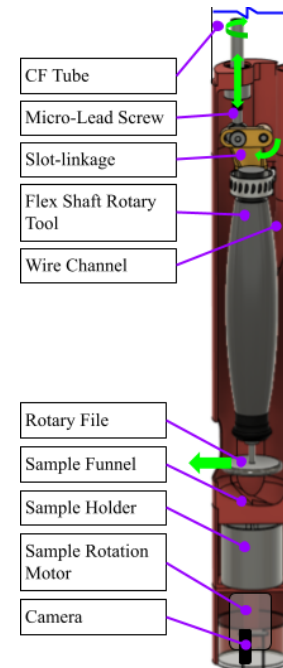 CF Tube
Micro-Lead Screw
Slot-linkage
Flex Shaft Rotary
Tool
Wire Channel
Rotary File
Sample Funnel
Sample Holder
Sample Rotation
Motor
Camera